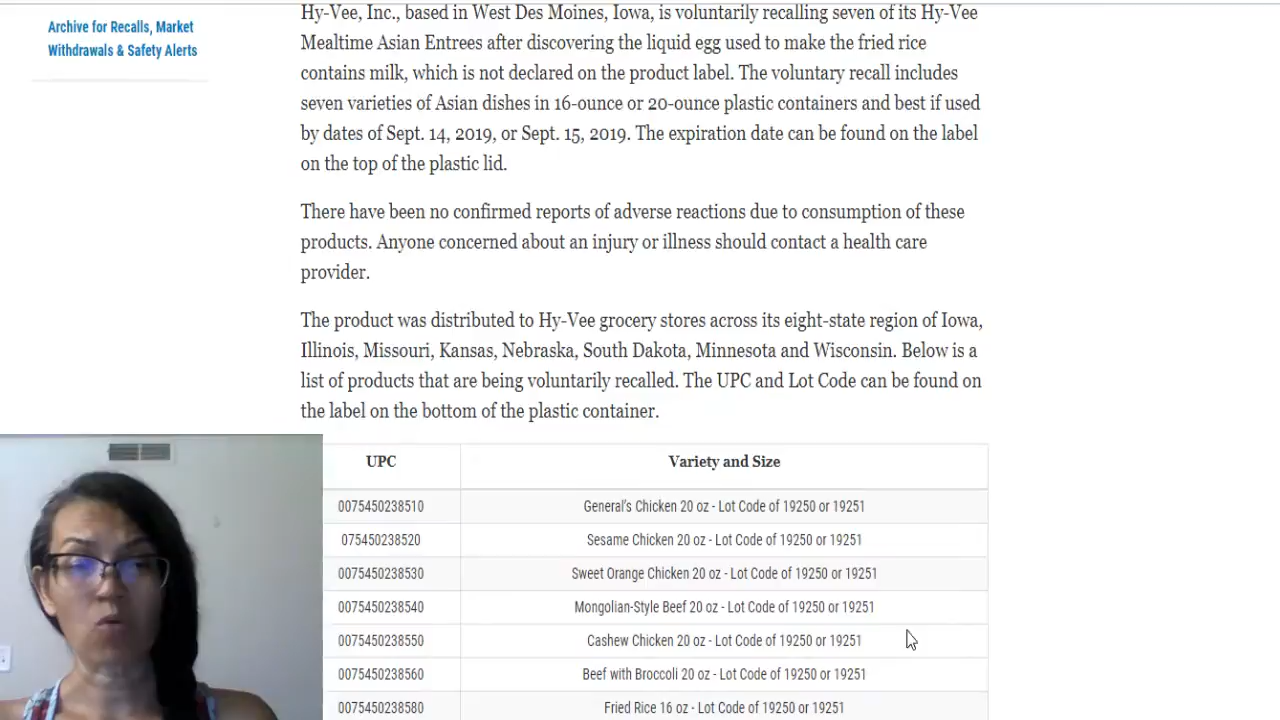 Archive for Recalls, Market
Withdrawals & Safety Alerts
Hy-Vee, Inc., based in West Des Moines, Iowa, is voluntarily recalling seven of its Hy-Vee
Mealtime Asian Entrees after discovering the liquid egg used to make the fried rice
contains milk, which is not declared on the product label. The voluntary recall includes
seven varieties of Asian dishes in 16-ounce or 20-ounce plastic containers and best if used
by dates of Sept. 14, 2019, or Sept. 15, 2019. The expiration date can be found on the label
on the top of the plastic lid.
There have been no confirmed reports of adverse reactions due to consumption of these
products. Anyone concerned about an injury or illness should contact a health care
provider.
The product was distributed to Hy-Vee grocery stores across its eight-state region of Iowa,
Illinois, Missouri, Kansas, Nebraska, South Dakota, Minnesota and Wisconsin. Below is a
list of products that are being voluntarily recalled. The UPC and Lot Code can be found on
the label on the bottom of the plastic container.
UPC Variety and Size
0075450238510 General's Chicken 20 oz - Lot Code of 19250 or 19251
075450238520 Sesame Chicken 20 oz - Lot Code of 19250 or 19251
0075450238530 Sweet Orange Chicken 20 oz - Lot Code of 19250 or 19251
0075450238540 Mongolian-Style Beef 20 oz - Lot Code of 19250 or 19251
0075450238550 Cashew Chicken 20 oz - Lot Code of 19250 or 19251
0075450238560 Beef with Broccoli 20 oz - Lot Code of 19250 or 19251
0075450238580 Fried Rice 16 oz - Lot Code of 19250 or 19251